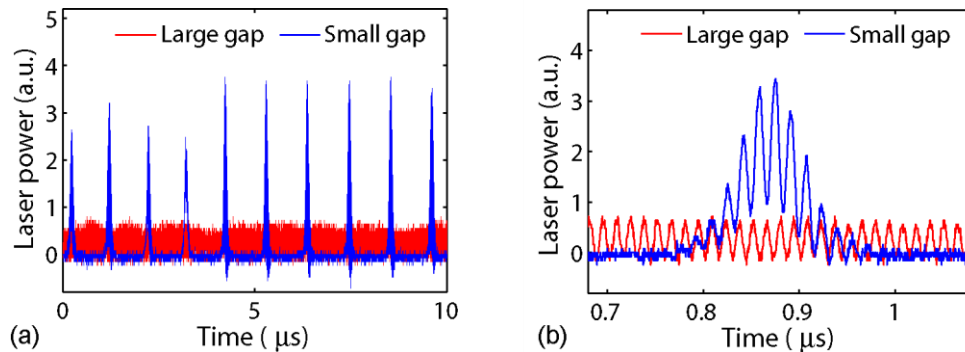 5
4
3
2
1
0
Laser power (a.u.)
Large gap
Small gap
0
5
10
Time ( μs)
(a)
4
3
2
1
0
Laser power (a.u.)
Large gap
Small gap
0.7
0.8
0.9
1
Time ( μs)
(b)